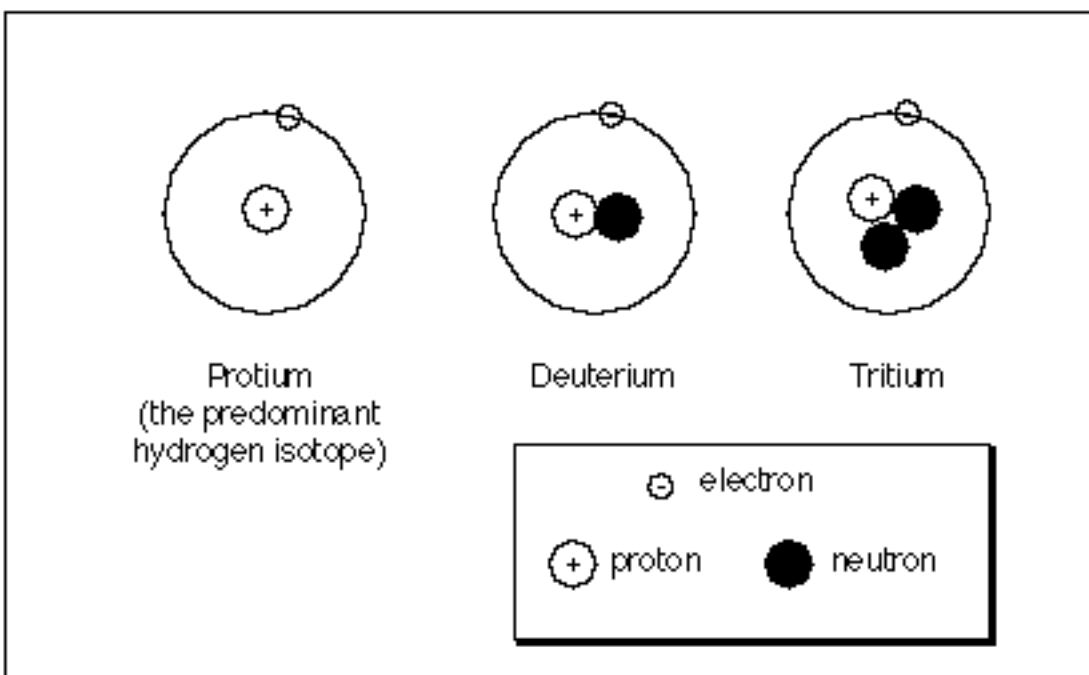 Protium
(the predominant
hydrogen isotope)
Deuterium
Tritium
electron
proton
neutron